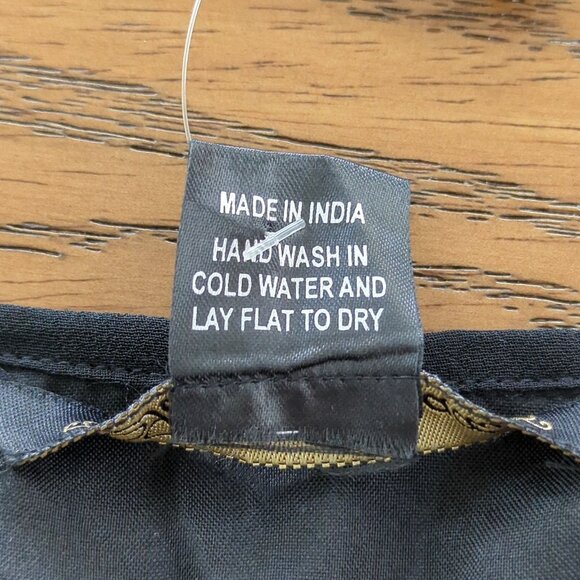 MADE IN INDIA
HAND WASH IN
COLD WATER AND
LAY FLAT TO DRY